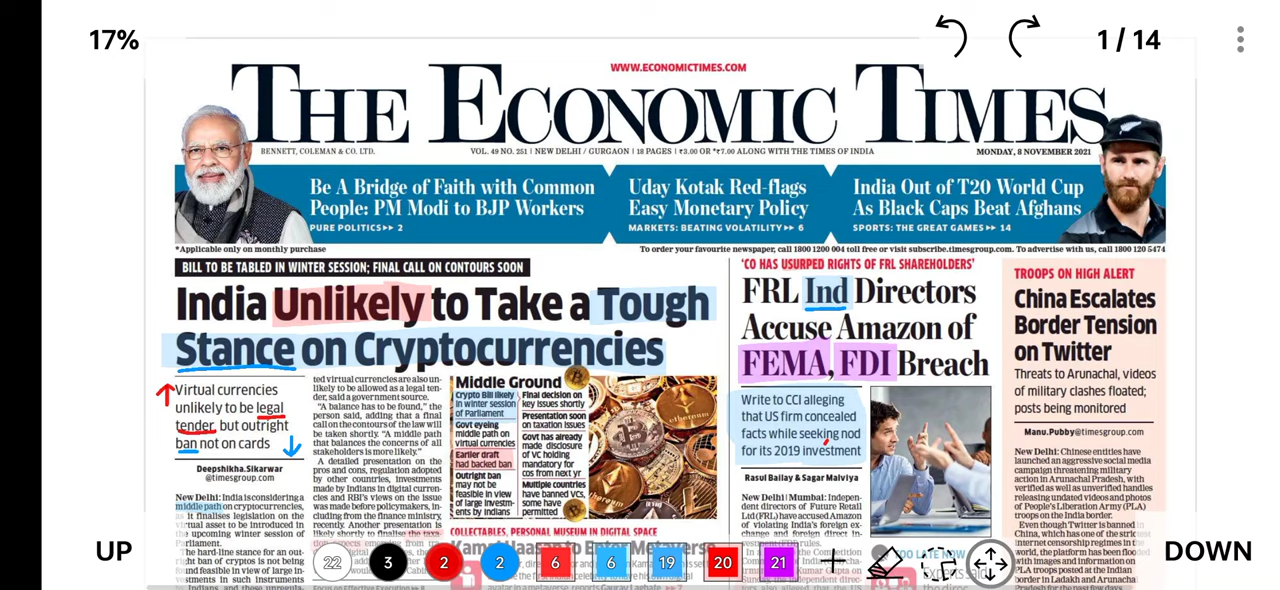 17%
1 / 14
WWW.ECONOMICTIMES.COM
THE ECONOMIC TIMES
BENNETT, COLEMAN & CO. LTD.
VOL. 49 NO. 251 | NEW DELHI / GURGAON | 18 PAGES | ₹3.00 OR *₹7.00 ALONG WITH THE TIMES OF INDIA
MONDAY, 8 NOVEMBER 2021
Be A Bridge of Faith with Common
People: PM Modi to BJP Workers
PURE POLITICS▸▸ 2
Uday Kotak Red-flags
Easy Monetary Policy
MARKETS: BEATING VOLATILITY▸▸ 6
India Out of T20 World Cup
As Black Caps Beat Afghans
SPORTS: THE GREAT GAMES▸▸ 14
*Applicable only on monthly purchase
To order your favourite newspaper, call 1800 1200 004 toll free or visit subscribe.timesgroup.com. To advertise with us, call 1800 120 5474
BILL TO BE TABLED IN WINTER SESSION; FINAL CALL ON CONTOURS SOON
India Unlikely to Take a Tough
Stance on Cryptocurrencies
Virtual currencies
unlikely to be legal
tender, but outright
ban not on cards
Deepshikha.Sikarwar
@timesgroup.com
New Delhi: India is considering a
middle path on cryptocurrencies,
as it finalises legislation on the
virtual asset to be introduced in
the upcoming winter session of
Parliament.
The hard-line stance for an out-
right ban of cryptos is not being
and feasible in view of large in-
vestments in such instruments
ted virtual currencies are also un-
likely to be allowed as a legal ten-
der, said a government source.
"A balance has to be found," the
person said, adding that a final
call on the contours of the law will
be taken shortly. "A middle path
that balances the concerns of all
stakeholders is more likely."
A detailed presentation on the
pros and cons, regulation adopted
by other countries, investments
made by Indians in digital curren-
cies and RBI's views on the issue
was made before policymakers, in-
cluding from the finance ministry,
recently. Another presentation is
likely shortly to finalise the taxa-
Middle Ground
Crypto Bill likely
in winter session
of Parliament
Govt eyeing
middle path on
virtual currencies
Earlier draft
had backed ban
Outright ban
may not be
feasible in view
of large invest-
ments by Indians
Final decision on
key issues shortly
Presentation soon
on taxation issues
Govt has already
made disclosure
of VC holding
mandatory for
cos from next yr
Multiple countries
have banned VCs,
some have
permitted
COLLECTABLES, PERSONAL MUSEUM IN DIGITAL SPACE
Kamal Haasan to Enter Metaverse
'CO HAS USURPED RIGHTS OF FRL SHAREHOLDERS'
FRL Ind Directors
Accuse Amazon of
FEMA, FDI Breach
Write to CCI alleging
that US firm concealed
facts while seeking nod
for its 2019 investment
Rasul Bailay & Sagar Malviya
New Delhi | Mumbai: Indepen-
dent directors of Future Retail
Ltd (FRL) have accused Amazon
of violating India's foreign ex-
change and foreign direct in-
vestment (FDI) rules.
TOO LATE NOW
TROOPS ON HIGH ALERT
China Escalates
Border Tension
on Twitter
Threats to Arunachal, videos
of military clashes floated;
posts being monitored
Manu.Pubby@timesgroup.com
New Delhi: Chinese entities have
launched an aggressive social media
campaign threatening military
action in Arunachal Pradesh, with
verified as well as unverified handles
releasing undated videos and photos
of People's Liberation Army (PLA)
troops on the India border.
Even though Twitter is banned in
China, which has one of the strictest
internet censorship regimes in the
world, the platform has been flooded
with images and information on
PLA troops posted at the Indian
border in Ladakh and Arunachal
UP
DOWN
22 3 2 2 6 6 19 20 21